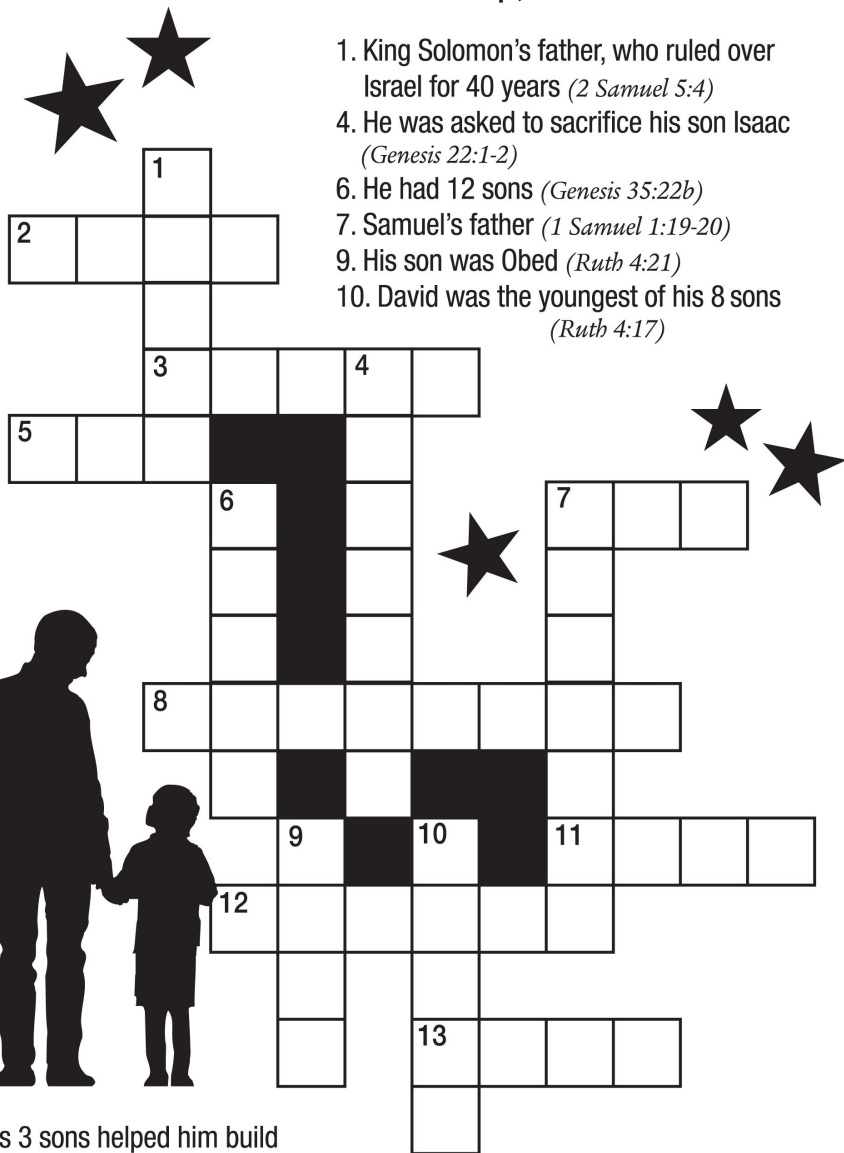 1. King Solomon’s father, who ruled over
Israel for 40 years (2 Samuel 5:4)
4. He was asked to sacrifice his son Isaac
(Genesis 22:1-2)
6. He had 12 sons (Genesis 35:22b)
7. Samuel’s father (1 Samuel 1:19-20)
9. His son was Obed (Ruth 4:21)
10. David was the youngest of his 8 sons
(Ruth 4:17)
1
2
3 4
5
6 7
8
9 10 11
12
13
s 3 sons helped him build